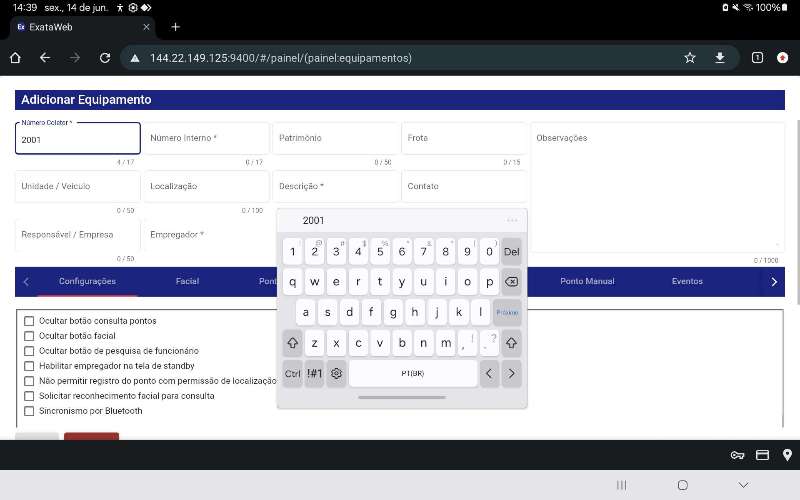 14:39 sex., 14 de jun. 100%
Ex ExataWeb
144.22.149.125:9400/#/painel/(painel:equipamentos) 1
Adicionar Equipamento
Número Coletor *
2001 Número Interno * Patrimônio Frota Observações
4 / 17 0 / 17 0 / 50 0 / 15
Unidade / Veículo Localização Descrição * Contato
0 / 50 0 / 100
Responsável / Empresa Empregador *
0 / 50 0 / 1000
Configurações Facial Pont Ponto Manual Eventos
Ocultar botão consulta pontos
Ocultar botão facial
Ocultar botão de pesquisa de funcionário
Habilitar empregador na tela de standby
Não permitir registro do ponto com permissão de localização
Solicitar reconhecimento facial para consulta
Sincronismo por Bluetooth
2001 ...
1 2 3 4 5 6 7 8 9 0 Del
q w e r t y u i o p
a s d f g h j k l Próximo
z x c v b n m , ! . ?
Ctrl !#1 PT(BR) < >